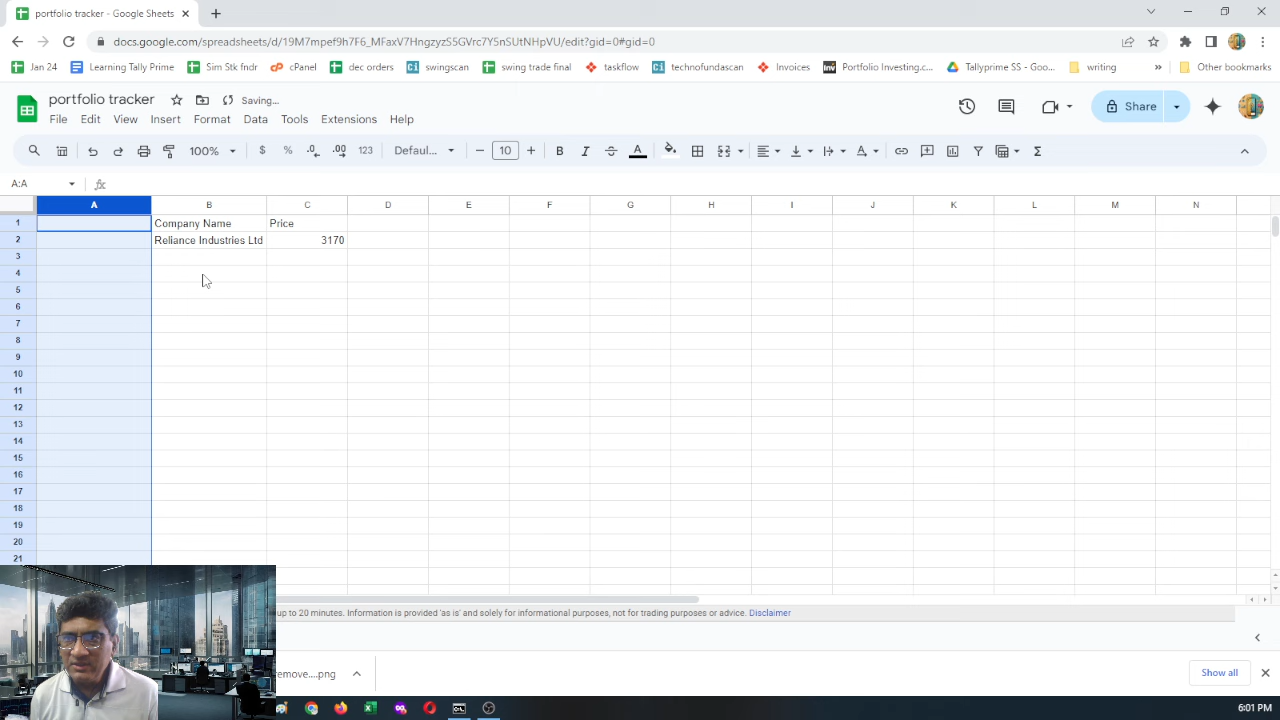 portfolio tracker - Google Sheets
docs.google.com/spreadsheets/d/19M7mpef9h7F6_MFaxV7HngzyzSSGVrc7Y5nSUtNHpVU/edit?gid=0#gid=0
Jan 24 Learning Tally Prime Sim Stk fndr cPanel dec orders swingscan swing trade final taskflow technofundascan Invoices Portfolio Investing.c... Tallyprime SS - Goo... writing » Other bookmarks
portfolio tracker Saving...
File Edit View Insert Format Data Tools Extensions Help
Share
100% $ % .0 .00 123 Defaul... − 10 + B I A Σ
A:A fx
A B C D E F G H I J K L M N
1 Company Name Price
2 Reliance Industries Ltd 3170
3
4
5
6
7
8
9
10
11
12
13
14
15
16
17
18
19
20
21
up to 20 minutes. Information is provided 'as is' and solely for informational purposes, not for trading purposes or advice. Disclaimer
remove....png Show all
6:01 PM